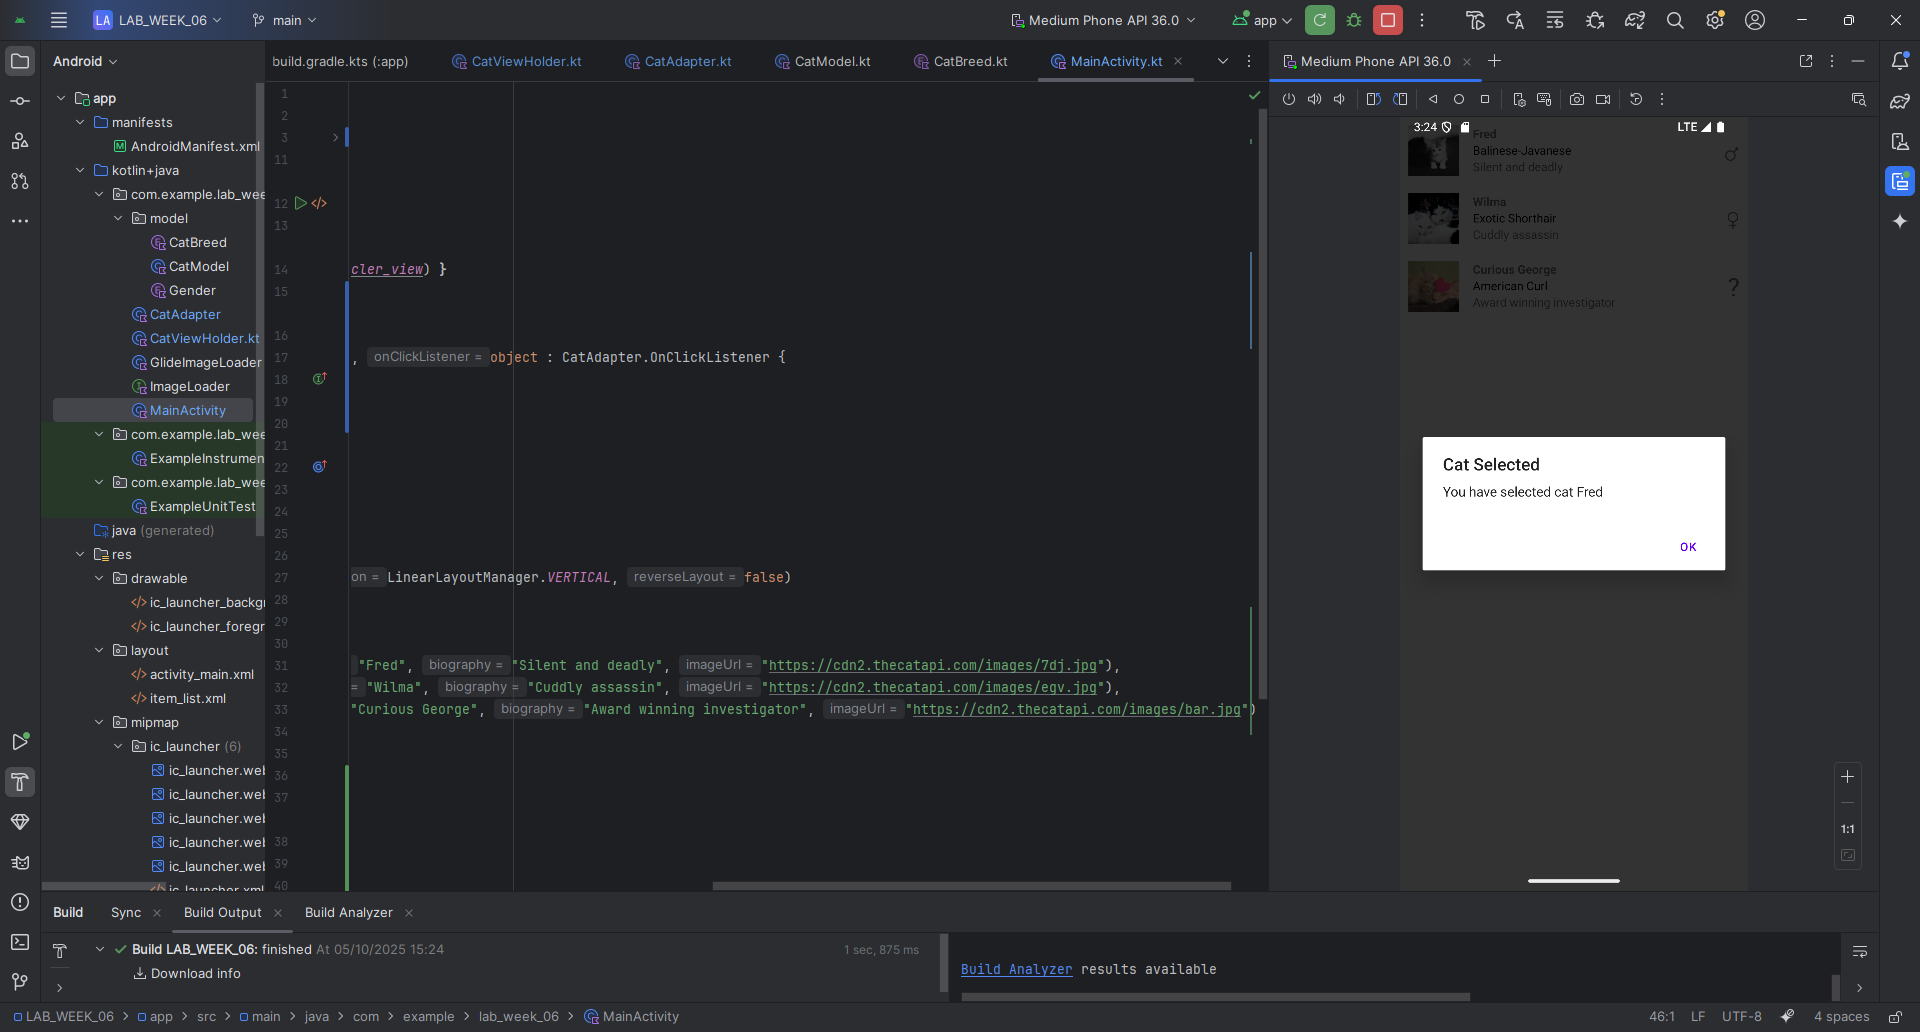 LA LAB_WEEK_06 main Medium Phone API 36.0 app
Android
build.gradle.kts (:app) CatViewHolder.kt CatAdapter.kt CatModel.kt CatBreed.kt MainActivity.kt
Medium Phone API 36.0
app
manifests
AndroidManifest.xml
kotlin+java
com.example.lab_wee
model
CatBreed
CatModel
Gender
CatAdapter
CatViewHolder.kt
GlideImageLoader
ImageLoader
MainActivity
com.example.lab_wee
ExampleInstrumen
com.example.lab_wee
ExampleUnitTest
java (generated)
res
drawable
ic_launcher_backgr
ic_launcher_foregr
layout
activity_main.xml
item_list.xml
mipmap
ic_launcher (6)
ic_launcher.web
ic_launcher.web
ic_launcher.web
ic_launcher.web
ic_launcher.web
ic_launcher.xml
1
2
3
11
12
13
14 cler_view) }
15
16
17 , onClickListener = object : CatAdapter.OnClickListener {
18
19
20
21
22
23
24
25
26
27 on = LinearLayoutManager.VERTICAL, reverseLayout = false)
28
29
30
31 "Fred", biography = "Silent and deadly", imageUrl = "https://cdn2.thecatapi.com/images/7dj.jpg"),
32 = "Wilma", biography = "Cuddly assassin", imageUrl = "https://cdn2.thecatapi.com/images/egv.jpg"),
33 "Curious George", biography = "Award winning investigator", imageUrl = "https://cdn2.thecatapi.com/images/bar.jpg")
34
35
36
37
38
39
40
3:24 LTE
Fred
Balinese-Javanese
Silent and deadly
♂
Wilma
Exotic Shorthair
Cuddly assassin
♀
Curious George
American Curl
Award winning investigator
?
Cat Selected
You have selected cat Fred
OK
1:1
Build Sync Build Output Build Analyzer
Build LAB_WEEK_06: finished At 05/10/2025 15:24 1 sec, 875 ms
Download info
Build Analyzer results available
LAB_WEEK_06 > app > src > main > java > com > example > lab_week_06 > MainActivity
46:1 LF UTF-8 4 spaces